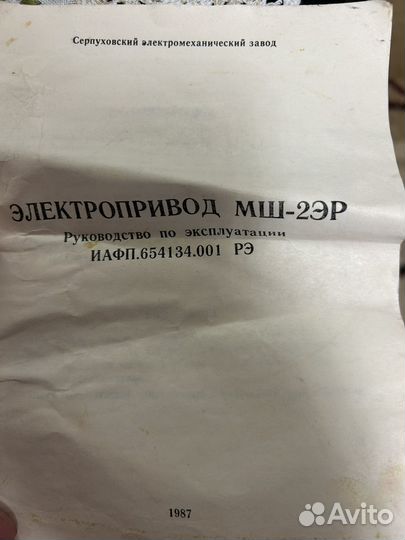 Серпуховский электромеханический завод
ЭЛЕКТРОПРИВОД МШ-2ЭР
Руководство по эксплуатации
ИАФП.654134.001 РЭ
1987
Avito